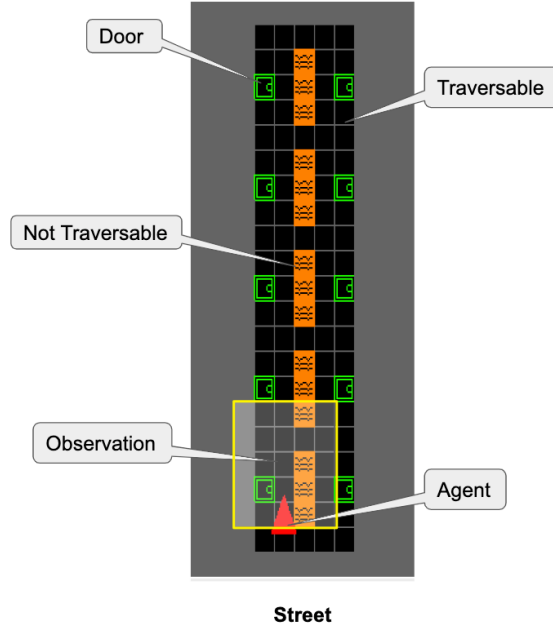 Door
Traversable
Not Traversable
Observation
Agent
Street